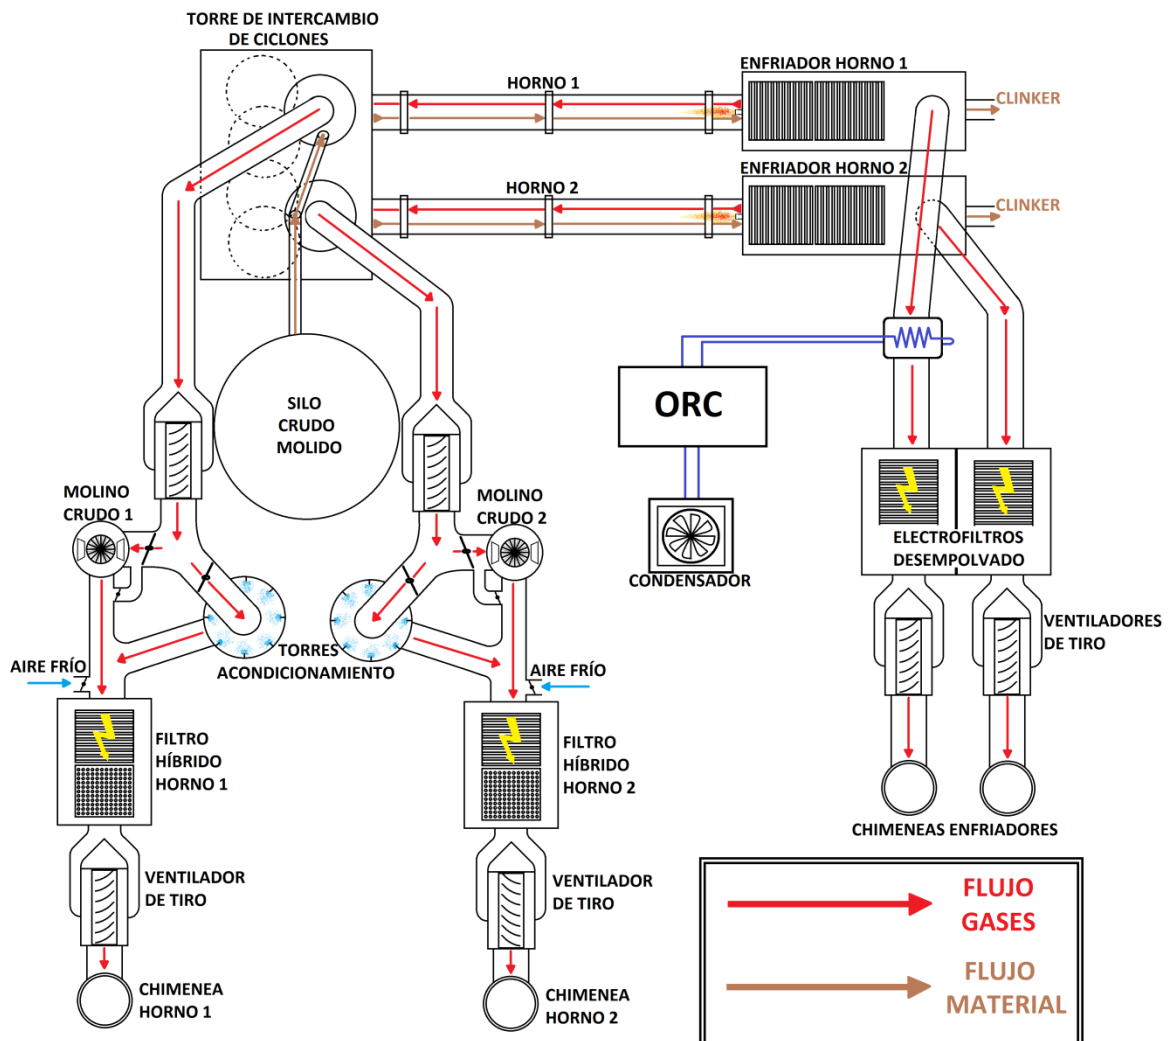 TORRE DE INTERCAMBIO
DE CICLONES
HORNO 1
ENFRIADOR HORNO 1
CLINKER
HORNO 2
ENFRIADOR HORNO 2
CLINKER
SILO
CRUDO
MOLIDO
ORC
CONDENSADOR
MOLINO
CRUDO 1
MOLINO
CRUDO 2
ELECTROFILTROS
DESEMPOLVADO
TORRES
ACONDICIONAMIENTO
AIRE FRÍO
AIRE FRÍO
VENTILADORES
DE TIRO
FILTRO
HÍBRIDO
HORNO 1
FILTRO
HÍBRIDO
HORNO 2
CHIMENEAS ENFRIADORES
VENTILADOR
DE TIRO
VENTILADOR
DE TIRO
CHIMENEA
HORNO 1
CHIMENEA
HORNO 2
FLUJO
GASES
FLUJO
MATERIAL